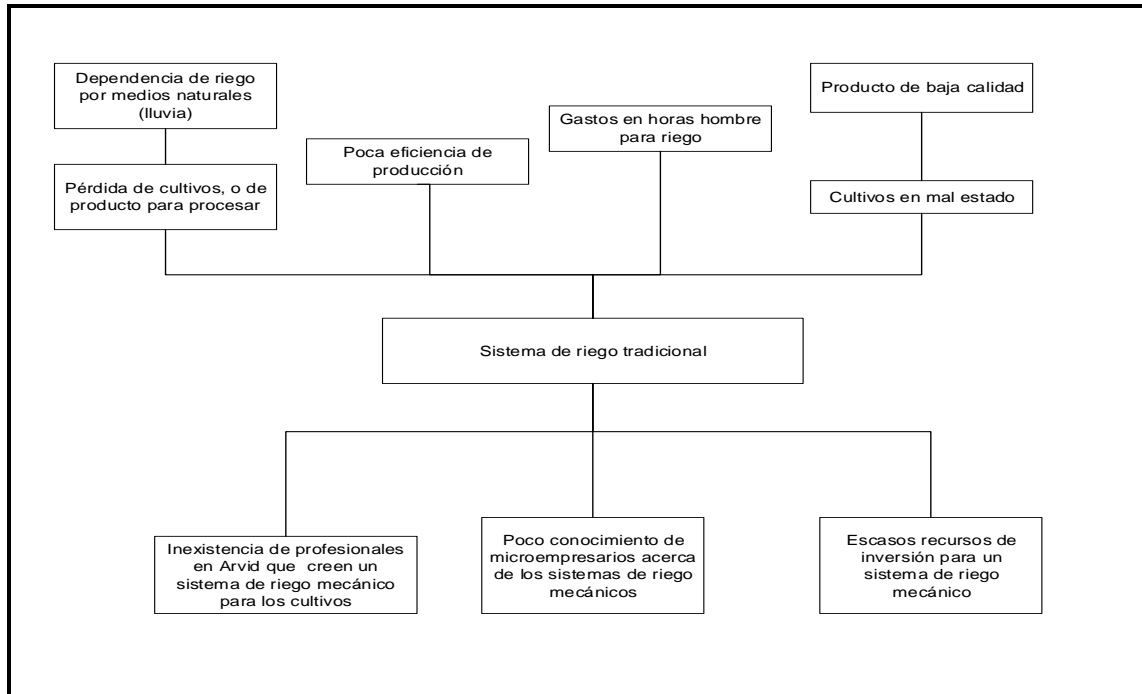 Dependencia de riego
por medios naturales
(lluvia)
Pérdida de cultivos, o de
producto para procesar
Poca eficiencia de
producción
Gastos en horas hombre
para riego
Producto de baja calidad
Cultivos en mal estado
Sistema de riego tradicional
Inexistencia de profesionales
en Arvid que creen un
sistema de riego mecánico
para los cultivos
Poco conocimiento de
microempresarios acerca
de los sistemas de riego
mecánicos
Escasos recursos de
inversión para un
sistema de riego
mecánico